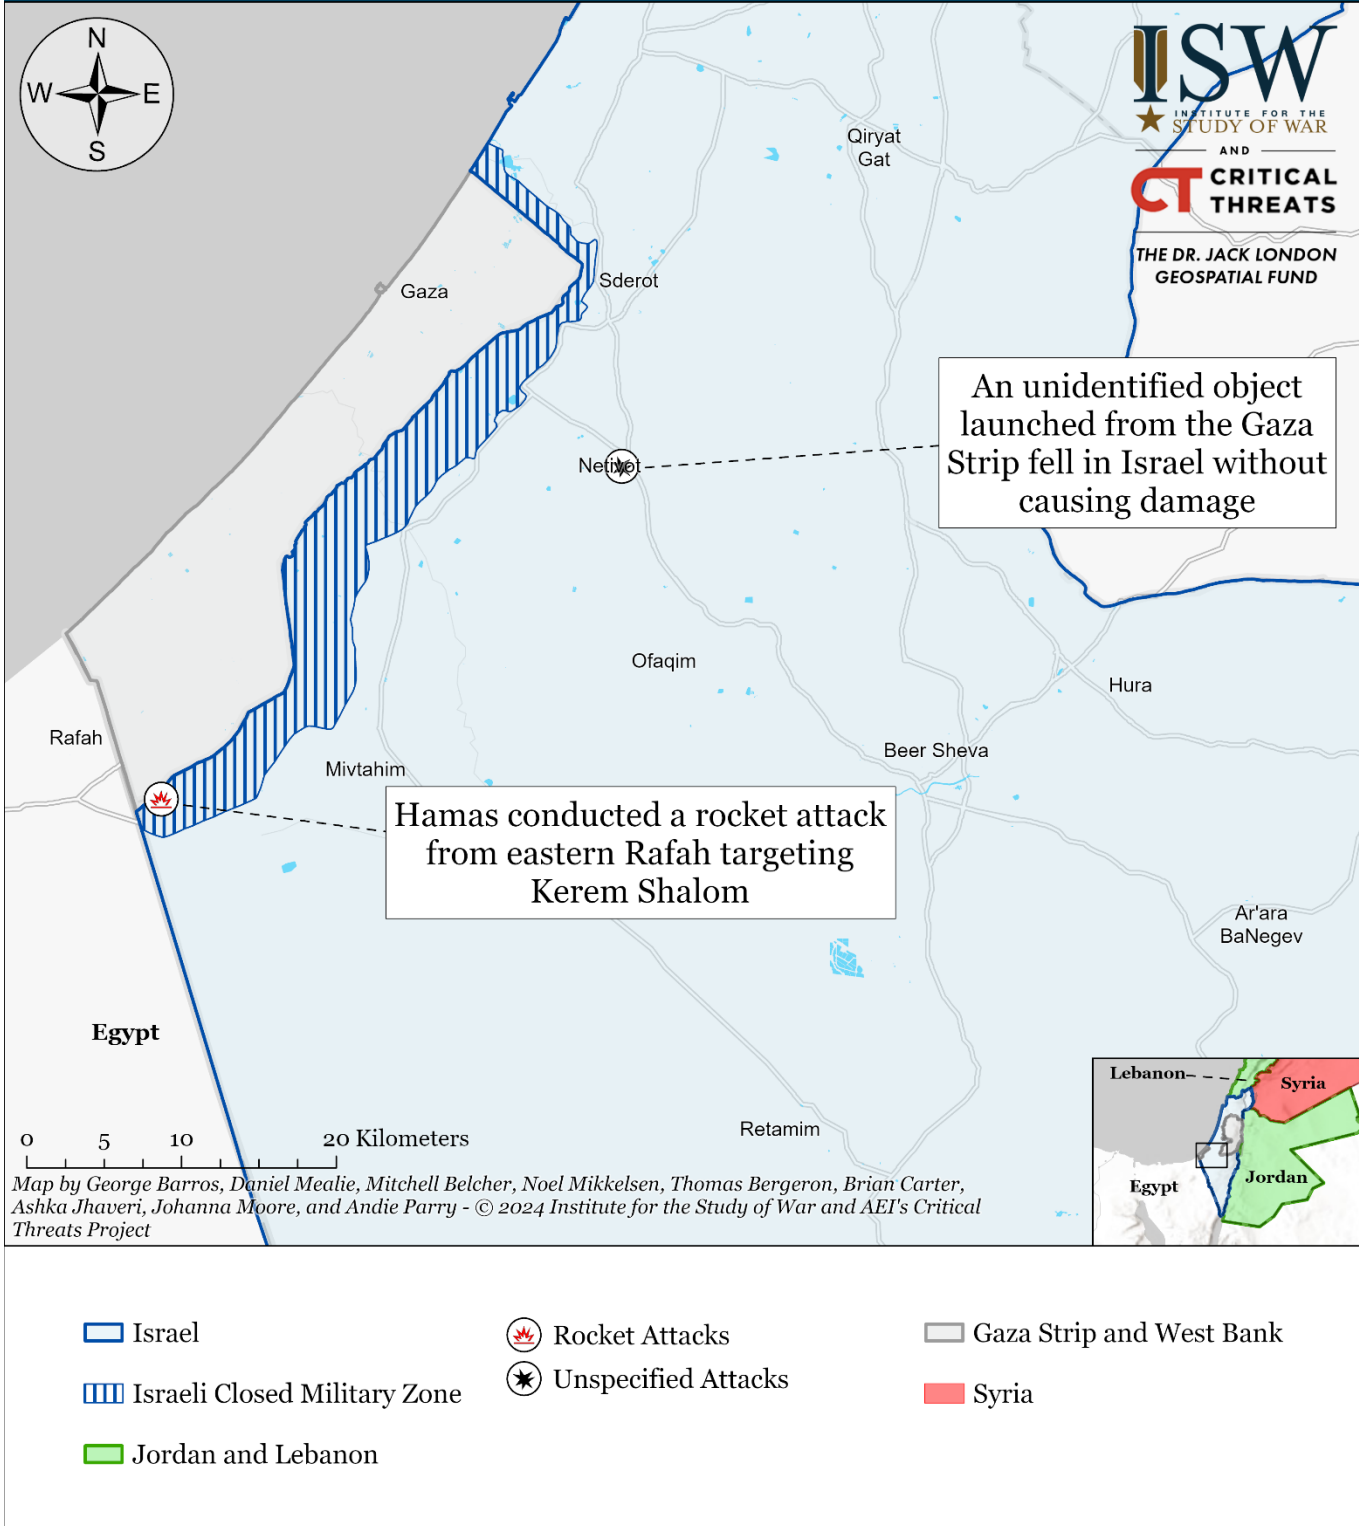 N
W
E
S
ISW
INSTITUTE FOR THE
STUDY OF WAR
AND
CT CRITICAL
THREATS
THE DR. JACK LONDON
GEOSPATIAL FUND
Qiryat
Gat
Sderot
Gaza
An unidentified object
launched from the Gaza
Strip fell in Israel without
causing damage
Netivot
Ofaqim
Hura
Rafah
Beer Sheva
Mivtahim
Hamas conducted a rocket attack
from eastern Rafah targeting
Kerem Shalom
Ar'ara
BaNegev
Egypt
Retamim
0 5 10 20 Kilometers
Map by George Barros, Daniel Mealie, Mitchell Belcher, Noel Mikkelsen, Thomas Bergeron, Brian Carter,
Ashka Jhaveri, Johanna Moore, and Andie Parry - © 2024 Institute for the Study of War and AEI's Critical
Threats Project
Lebanon
Syria
Jordan
Egypt
Israel
Israeli Closed Military Zone
Jordan and Lebanon
Rocket Attacks
Unspecified Attacks
Gaza Strip and West Bank
Syria